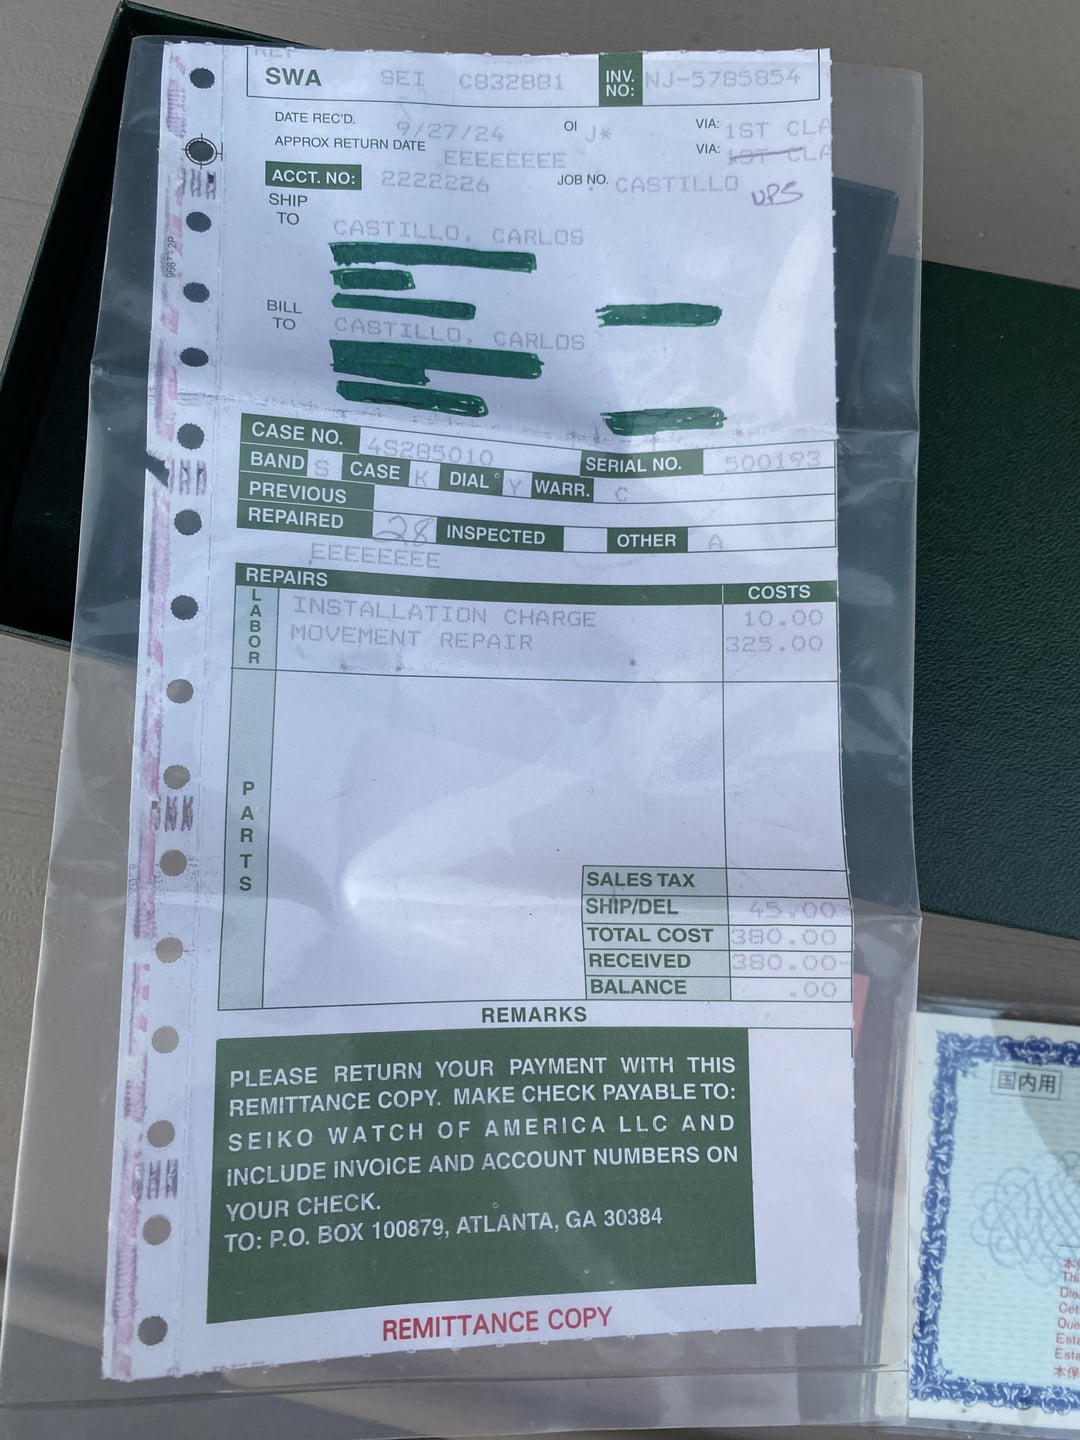 SWA SEI C832881 INV. NO: NJ-5785854
DATE REC'D. 9/27/24 OI J* VIA: 1ST CLA
APPROX RETURN DATE EEEEEEEE VIA: 1ST CLA
ACCT. NO: 2222226 JOB NO. CASTILLO UPS
SHIP TO
CASTILLO, CARLOS
BILL TO
CASTILLO, CARLOS
CASE NO. 4S285010 SERIAL NO. 500193
BAND S CASE K DIAL Y WARR. C
PREVIOUS
REPAIRED 28 INSPECTED OTHER A
EEEEEEEE
REPAIRS COSTS
LABOR
INSTALLATION CHARGE 10.00
MOVEMENT REPAIR 325.00
PARTS
SALES TAX
SHIP/DEL 45.00
TOTAL COST 380.00
RECEIVED 380.00-
BALANCE .00
REMARKS
PLEASE RETURN YOUR PAYMENT WITH THIS
REMITTANCE COPY. MAKE CHECK PAYABLE TO:
SEIKO WATCH OF AMERICA LLC AND
INCLUDE INVOICE AND ACCOUNT NUMBERS ON
YOUR CHECK.
TO: P.O. BOX 100879, ATLANTA, GA 30384
REMITTANCE COPY
国内用